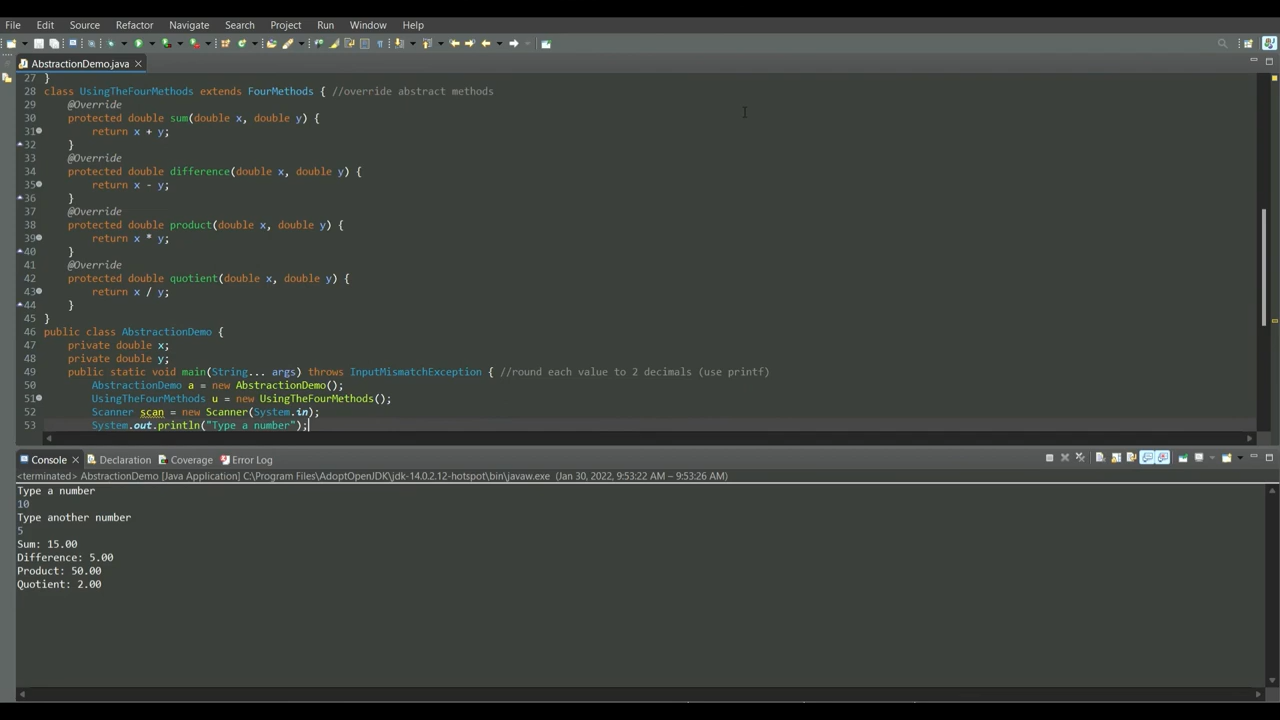 File Edit Source Refactor Navigate Search Project Run Window Help
AbstractionDemo.java
27 }
28 class UsingTheFourMethods extends FourMethods { //override abstract methods
29 @Override
30 protected double sum(double x, double y) {
31 return x + y;
32 }
33 @Override
34 protected double difference(double x, double y) {
35 return x - y;
36 }
37 @Override
38 protected double product(double x, double y) {
39 return x * y;
40 }
41 @Override
42 protected double quotient(double x, double y) {
43 return x / y;
44 }
45 }
46 public class AbstractionDemo {
47 private double x;
48 private double y;
49 public static void main(String... args) throws InputMismatchException { //round each value to 2 decimals (use printf)
50 AbstractionDemo a = new AbstractionDemo();
51 UsingTheFourMethods u = new UsingTheFourMethods();
52 Scanner scan = new Scanner(System.in);
53 System.out.println("Type a number");
Console Declaration Coverage Error Log
<terminated> AbstractionDemo [Java Application] C:\Program Files\AdoptOpenJDK\jdk-14.0.2.12-hotspot\bin\javaw.exe (Jan 30, 2022, 9:53:22 AM – 9:53:26 AM)
Type a number
10
Type another number
5
Sum: 15.00
Difference: 5.00
Product: 50.00
Quotient: 2.00